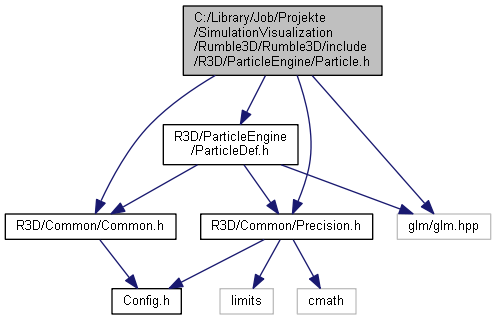 C:/Library/Job/Projekte
/SimulationVisualization
/Rumble3D/Rumble3D/include
/R3D/ParticleEngine/Particle.h
R3D/ParticleEngine
/ParticleDef.h
R3D/Common/Common.h
R3D/Common/Precision.h
glm/glm.hpp
Config.h
limits
cmath